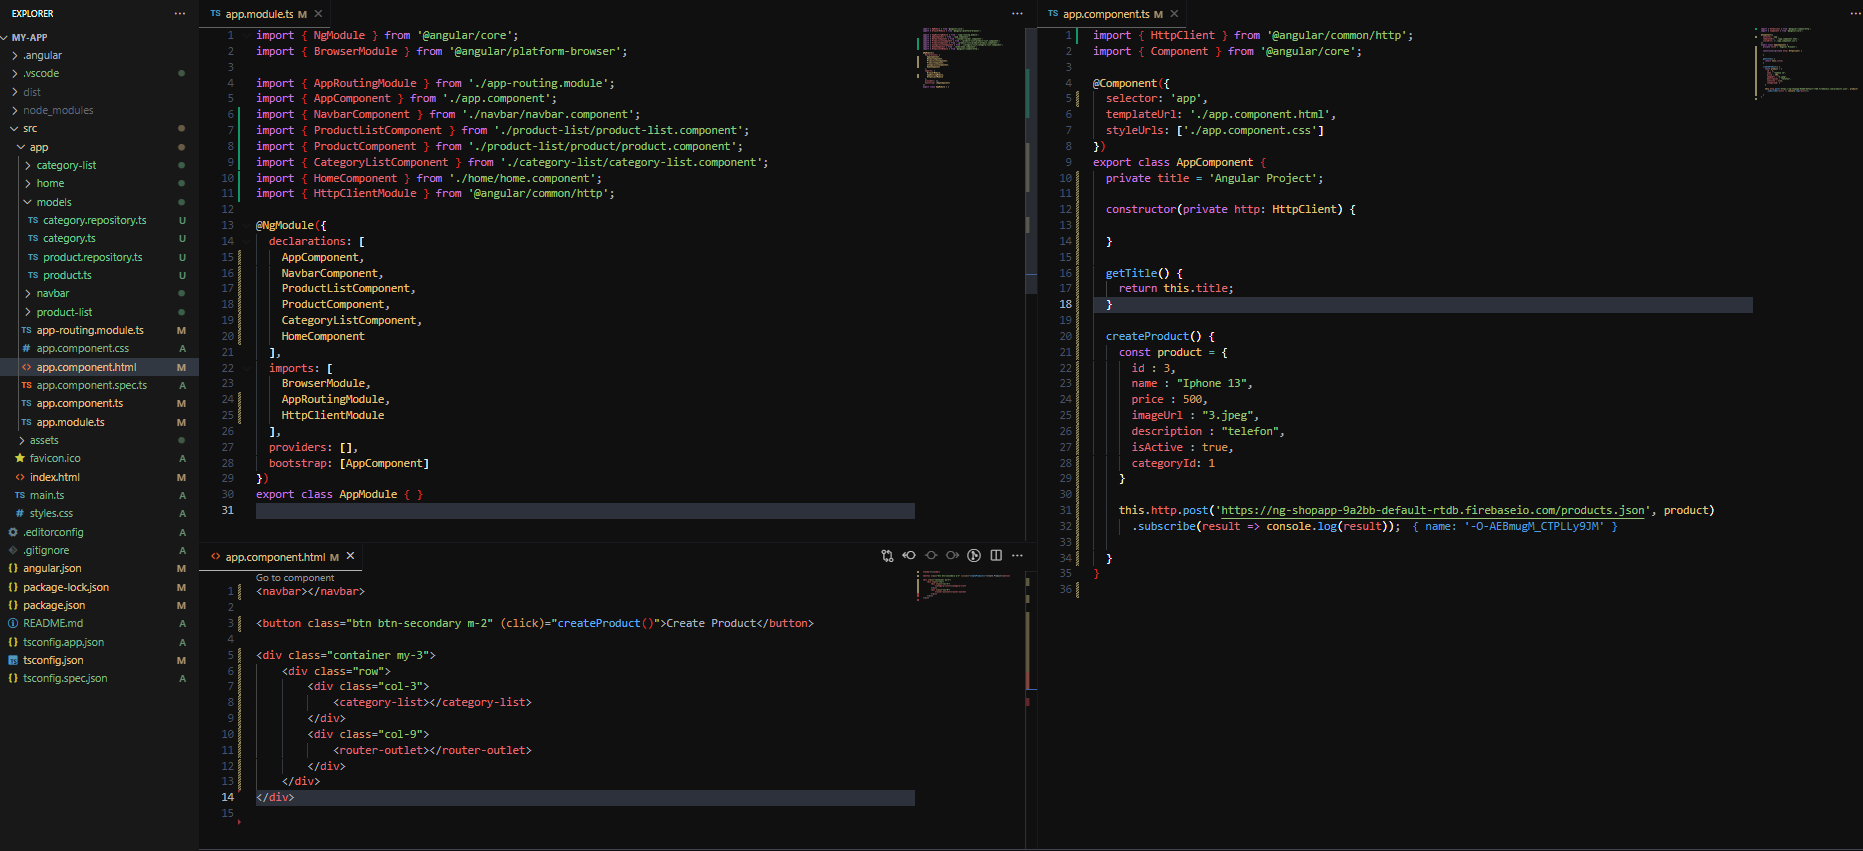 EXPLORER
MY-APP
.angular
.vscode
dist
node_modules
src
app
category-list
home
models
TS category.repository.ts U
TS category.ts U
TS product.repository.ts U
TS product.ts U
navbar
product-list
TS app-routing.module.ts M
# app.component.css A
<> app.component.html M
TS app.component.spec.ts A
TS app.component.ts M
TS app.module.ts M
assets
favicon.ico A
<> index.html M
TS main.ts A
# styles.css A
.editorconfig A
.gitignore A
{} angular.json M
{} package-lock.json M
{} package.json M
README.md A
{} tsconfig.app.json A
TS tsconfig.json M
{} tsconfig.spec.json A
TS app.module.ts M
1 import { NgModule } from '@angular/core';
2 import { BrowserModule } from '@angular/platform-browser';
3
4 import { AppRoutingModule } from './app-routing.module';
5 import { AppComponent } from './app.component';
6 import { NavbarComponent } from './navbar/navbar.component';
7 import { ProductListComponent } from './product-list/product-list.component';
8 import { ProductComponent } from './product-list/product/product.component';
9 import { CategoryListComponent } from './category-list/category-list.component';
10 import { HomeComponent } from './home/home.component';
11 import { HttpClientModule } from '@angular/common/http';
12
13 @NgModule({
14 declarations: [
15 AppComponent,
16 NavbarComponent,
17 ProductListComponent,
18 ProductComponent,
19 CategoryListComponent,
20 HomeComponent
21 ],
22 imports: [
23 BrowserModule,
24 AppRoutingModule,
25 HttpClientModule
26 ],
27 providers: [],
28 bootstrap: [AppComponent]
29 })
30 export class AppModule { }
31
<> app.component.html M
Go to component
1 <navbar></navbar>
2
3 <button class="btn btn-secondary m-2" (click)="createProduct()">Create Product</button>
4
5 <div class="container my-3">
6 <div class="row">
7 <div class="col-3">
8 <category-list></category-list>
9 </div>
10 <div class="col-9">
11 <router-outlet></router-outlet>
12 </div>
13 </div>
14 </div>
15
TS app.component.ts M
1 import { HttpClient } from '@angular/common/http';
2 import { Component } from '@angular/core';
3
4 @Component({
5 selector: 'app',
6 templateUrl: './app.component.html',
7 styleUrls: ['./app.component.css']
8 })
9 export class AppComponent {
10 private title = 'Angular Project';
11
12 constructor(private http: HttpClient) {
13
14 }
15
16 getTitle() {
17 return this.title;
18 }
19
20 createProduct() {
21 const product = {
22 id : 3,
23 name : "Iphone 13",
24 price : 500,
25 imageUrl : "3.jpeg",
26 description : "telefon",
27 isActive : true,
28 categoryId: 1
29 }
30
31 this.http.post('https://ng-shopapp-9a2bb-default-rtdb.firebaseio.com/products.json', product)
32 .subscribe(result => console.log(result)); { name: '-O-AEBmugM_CTPLLy9JM' }
33
34 }
35 }
36